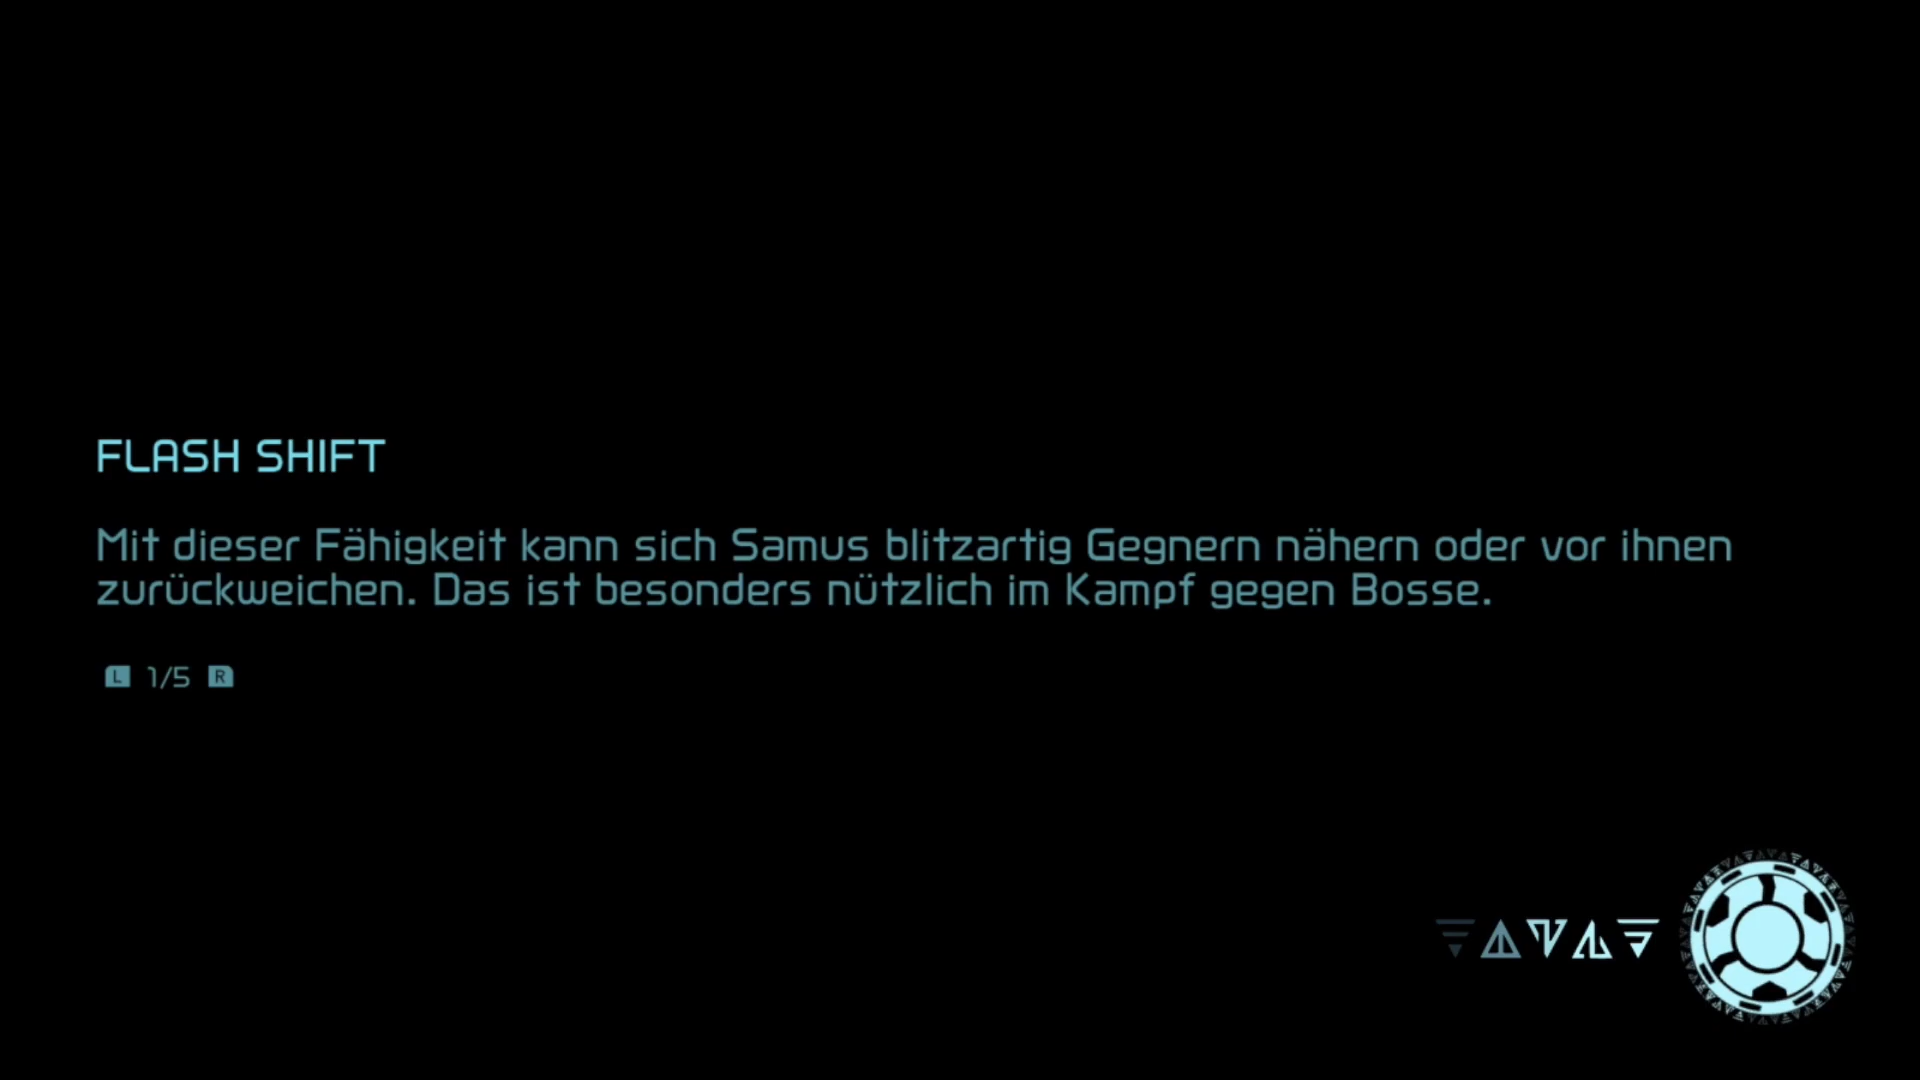 FLASH SHIFT
Mit dieser Fähigkeit kann sich Samus blitzartig Gegnern nähern oder vor ihnen
zurückweichen. Das ist besonders nützlich im Kampf gegen Bosse.
L 1/5 R